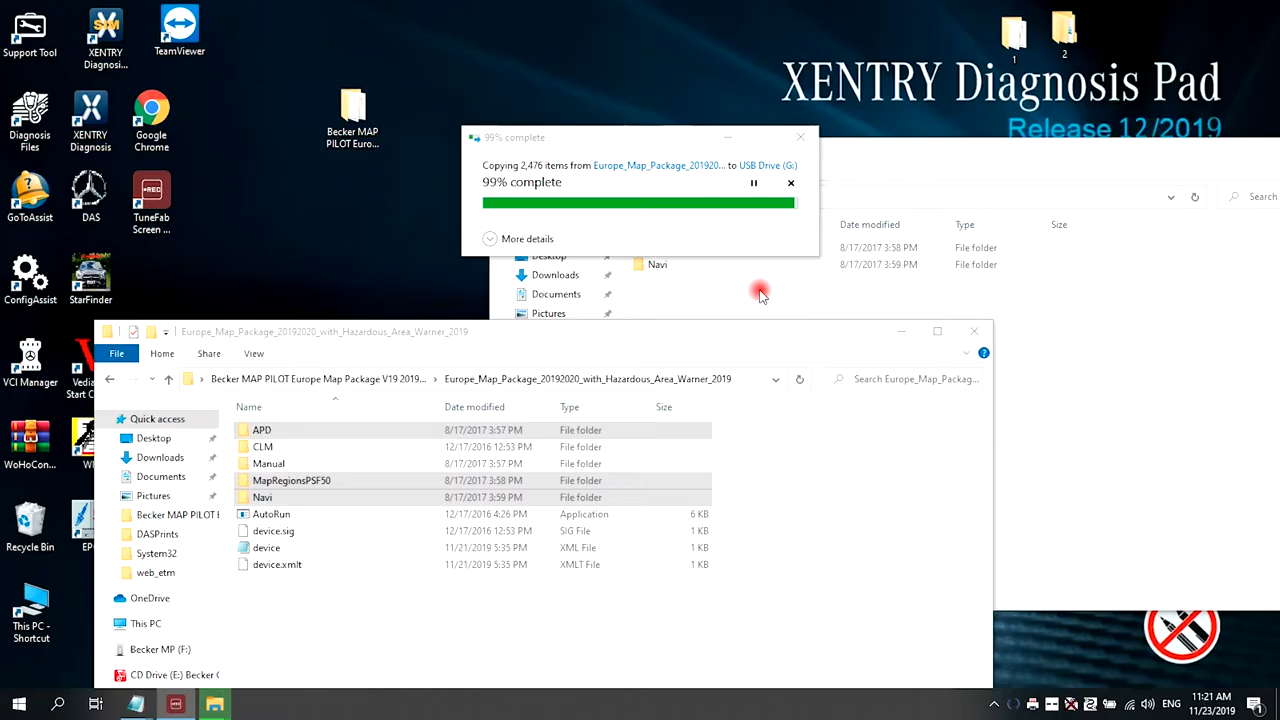 Support Tool
XENTRY
Diagnosi...
TeamViewer
Diagnosis
Files
XENTRY
Diagnosi...
Google
Chrome
Becker MAP
PILOT Euro...
GoToAssist
DAS
TuneFab
Screen Rec...
ConfigAssist
StarFinder
VCI Manager
Vedia
Start C
WoHoCon...
Recycle Bin
EP
This PC -
Shortcut
1
2
XENTRY Diagnosis Pad
Release 12/2019
99% complete
Copying 2,476 items from Europe_Map_Package_201920... to USB Drive (G:)
99% complete
More details
Search
Date modified
Type
Size
8/17/2017 3:58 PM
File folder
Navi
8/17/2017 3:59 PM
File folder
Desktop
Downloads
Documents
Pictures
Europe_Map_Package_20192020_with_Hazardous_Area_Warner_2019
File
Home
Share
View
Becker MAP PILOT Europe Map Package V19 2019...
Europe_Map_Package_20192020_with_Hazardous_Area_Warner_2019
Search Europe_Map_Packag...
Name
Date modified
Type
Size
Quick access
Desktop
Downloads
Documents
Pictures
Becker MAP PILOT E
DASPrints
System32
web_etm
OneDrive
This PC
Becker MP (F:)
CD Drive (E:) Becker
APD 8/17/2017 3:57 PM File folder
CLM 12/17/2016 12:53 PM File folder
Manual 8/17/2017 3:57 PM File folder
MapRegionsPSF50 8/17/2017 3:58 PM File folder
Navi 8/17/2017 3:59 PM File folder
AutoRun 12/17/2016 4:26 PM Application 6 KB
device.sig 12/17/2016 12:53 PM SIG File 1 KB
device 11/21/2019 5:35 PM XML File 1 KB
device.xmlt 11/21/2019 5:35 PM XMLT File 1 KB
ENG
11:21 AM
11/23/2019